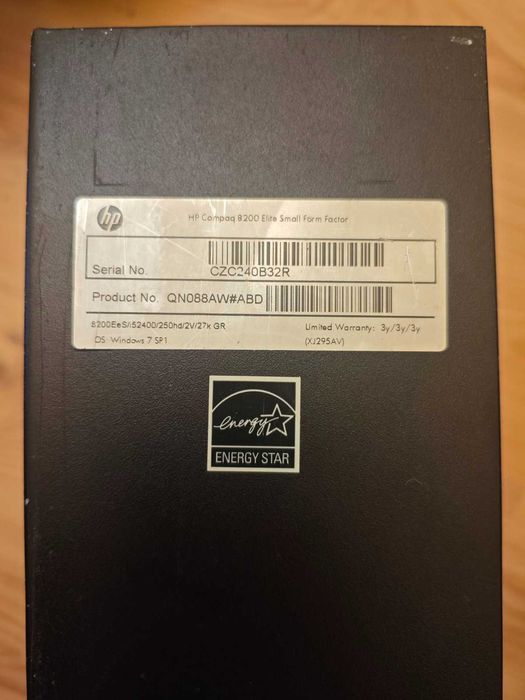 hp
HP Compaq 8200 Elite Small Form Factor
Serial No. CZC240B32R
Product No. QN088AW#ABD
8200EeS/i52400/250hd/2V/27k GR
Limited Warranty: 3y/3y/3y
OS: Windows 7 SP1
(XJ295AV)
energy
ENERGY STAR